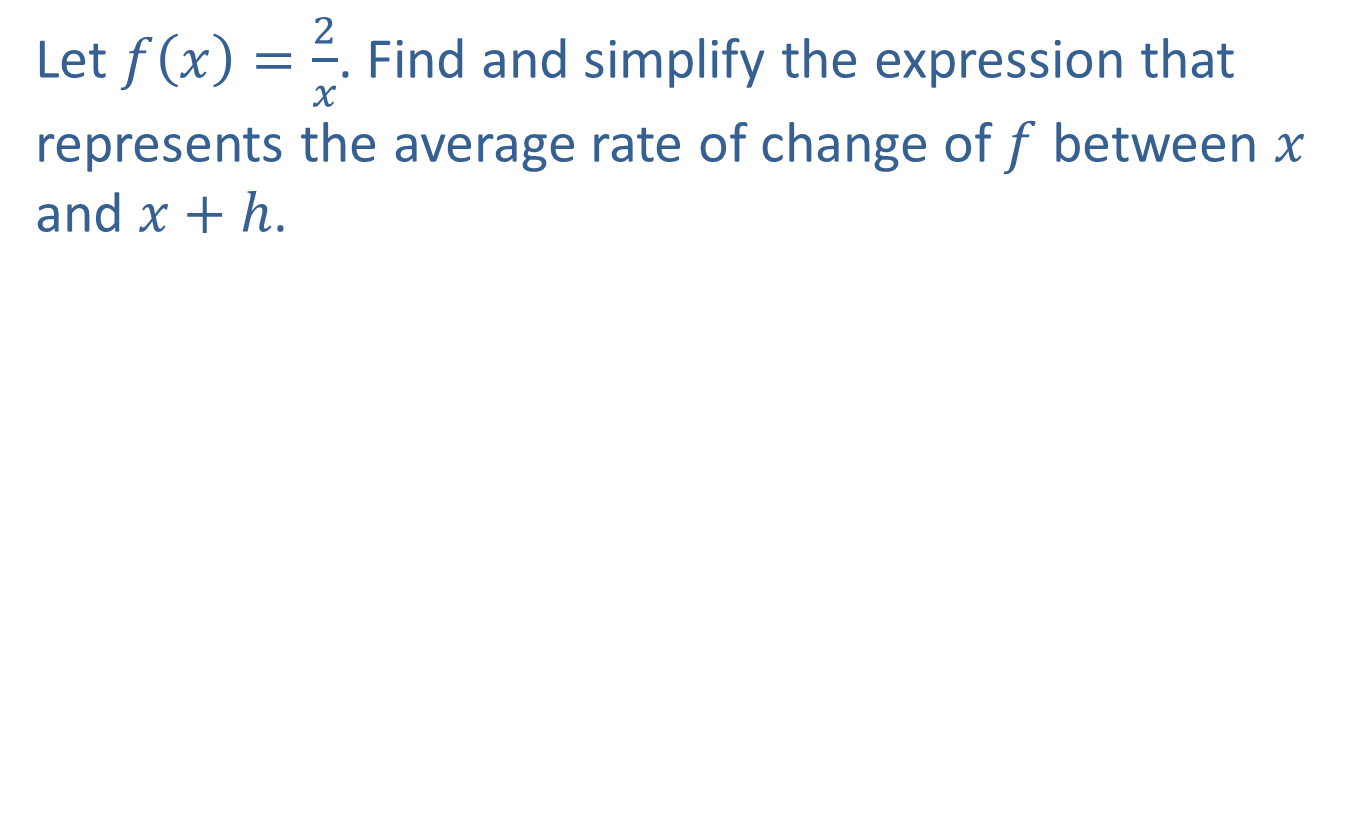 Let 𝑓(𝑥) = 2/𝑥. Find and simplify the expression that
represents the average rate of change of 𝑓 between 𝑥
and 𝑥 + ℎ.